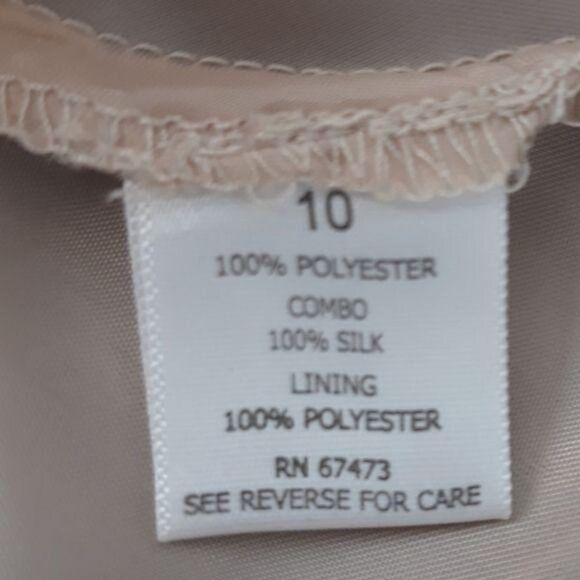 10
100% POLYESTER
COMBO
100% SILK
LINING
100% POLYESTER
RN 67473
SEE REVERSE FOR CARE